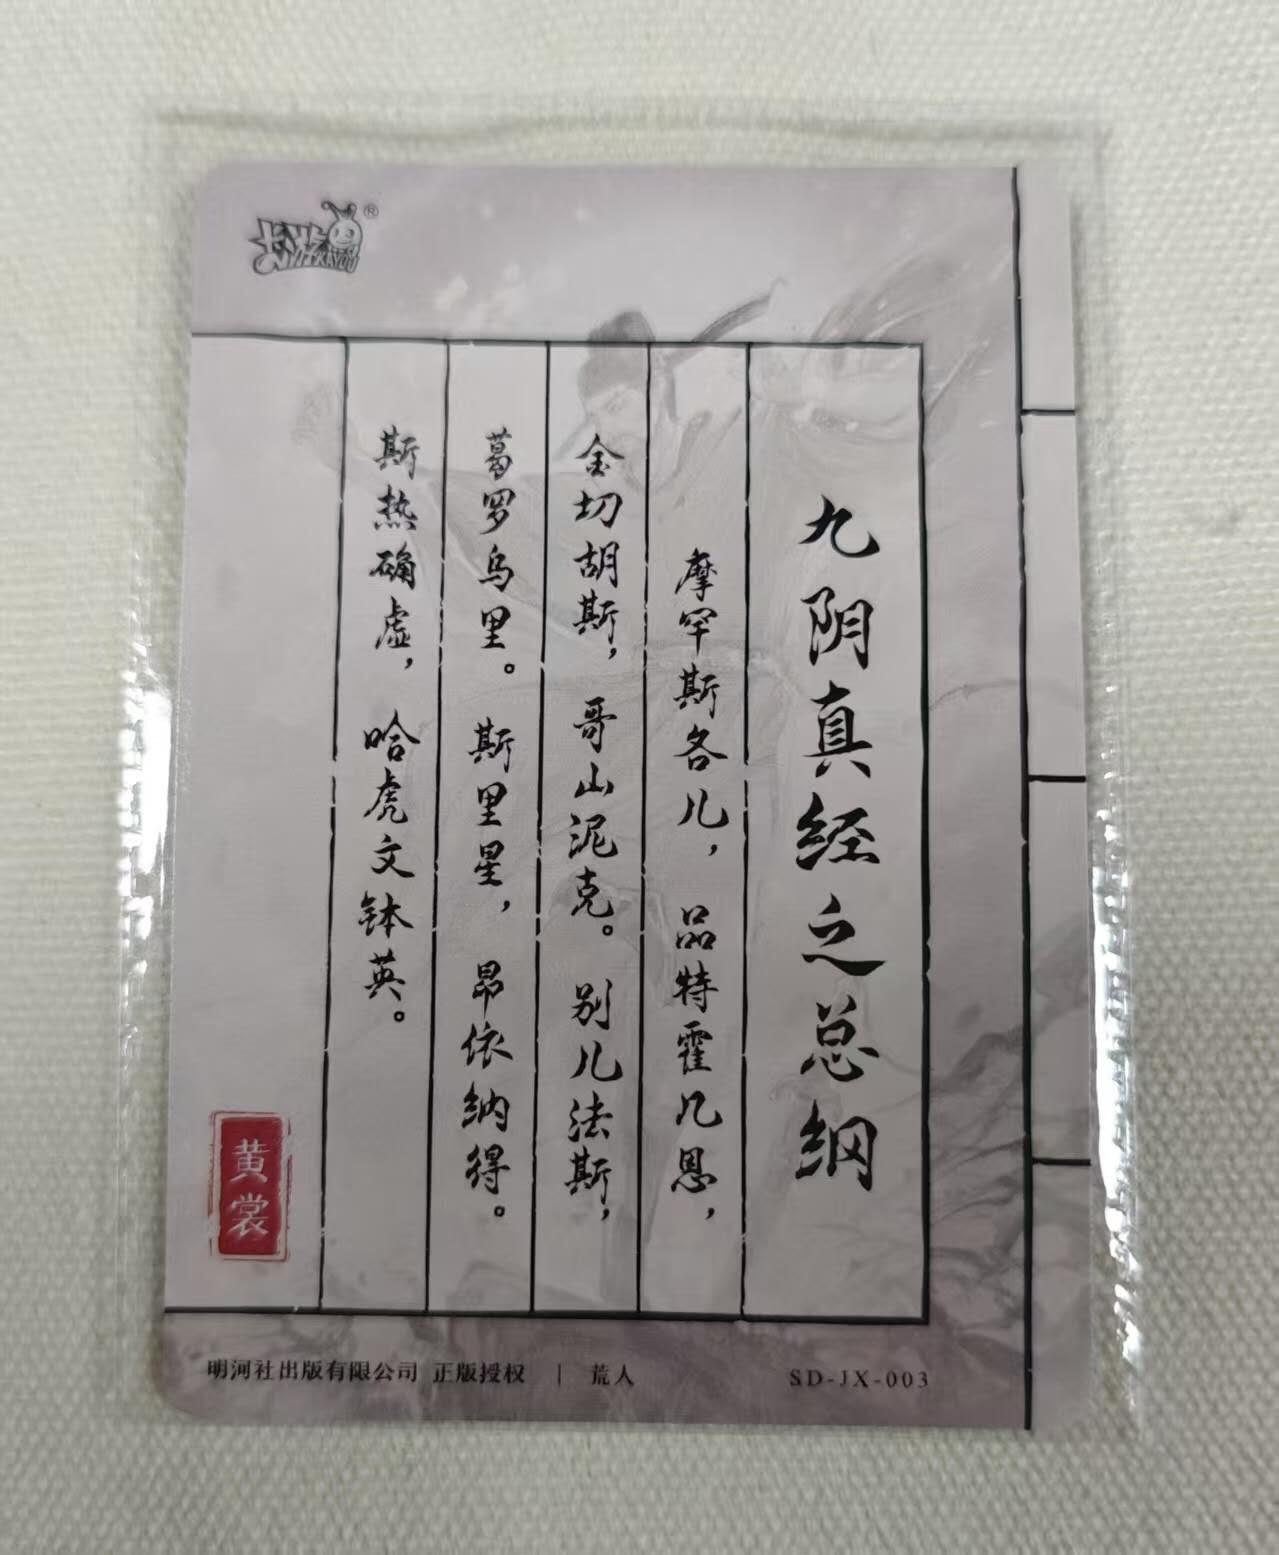 卡游
KAYOU
®
九阴真经之总纲
摩罕斯各儿，品特霍几恩，
金切胡斯，哥山泥克。别儿法斯，
葛罗乌里。斯里星，昂依纳得。
斯热确虚，哈虎文钵英。
黄裳
明河社出版有限公司 正版授权 | 荒人
SD-JX-003